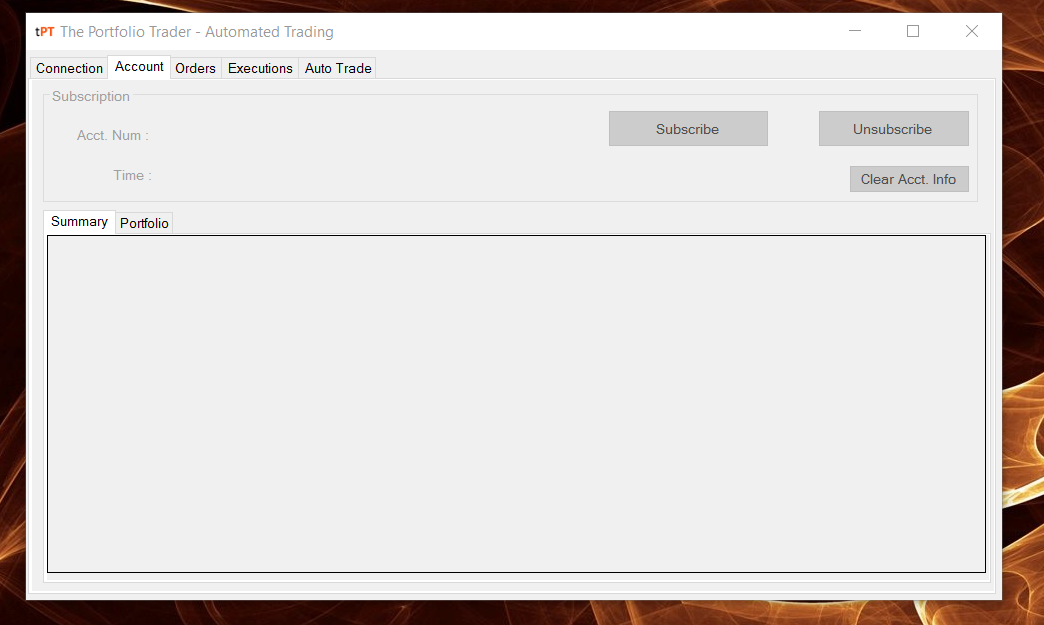 tPT The Portfolio Trader - Automated Trading
Connection Account Orders Executions Auto Trade
Subscription
Acct. Num :
Subscribe Unsubscribe
Time :
Clear Acct. Info
Summary Portfolio